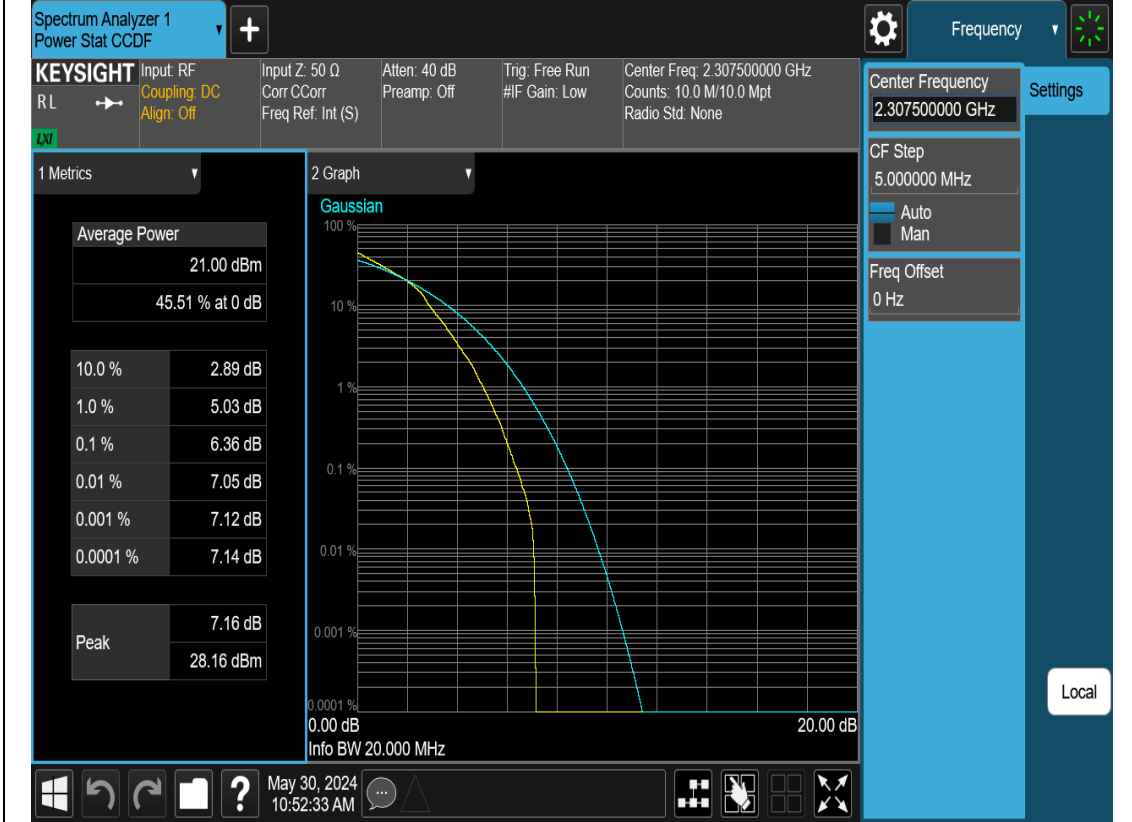 Spectrum Analyzer 1
Power Stat CCDF
+
Frequency
KEYSIGHT
RL
LXI
Input: RF
Coupling: DC
Align: Off
Input Z: 50 Ω
Corr CCorr
Freq Ref: Int (S)
Atten: 40 dB
Preamp: Off
Trig: Free Run
#IF Gain: Low
Center Freq: 2.307500000 GHz
Counts: 10.0 M/10.0 Mpt
Radio Std: None
Center Frequency
2.307500000 GHz
Settings
CF Step
5.000000 MHz
Auto
Man
Freq Offset
0 Hz
Local
1 Metrics
Average Power
21.00 dBm
45.51 % at 0 dB
10.0 % 2.89 dB
1.0 % 5.03 dB
0.1 % 6.36 dB
0.01 % 7.05 dB
0.001 % 7.12 dB
0.0001 % 7.14 dB
Peak
7.16 dB
28.16 dBm
2 Graph
Gaussian
100 %
10 %
1 %
0.1 %
0.01 %
0.001 %
0.0001 %
0.00 dB 20.00 dB
Info BW 20.000 MHz
?
May 30, 2024
10:52:33 AM